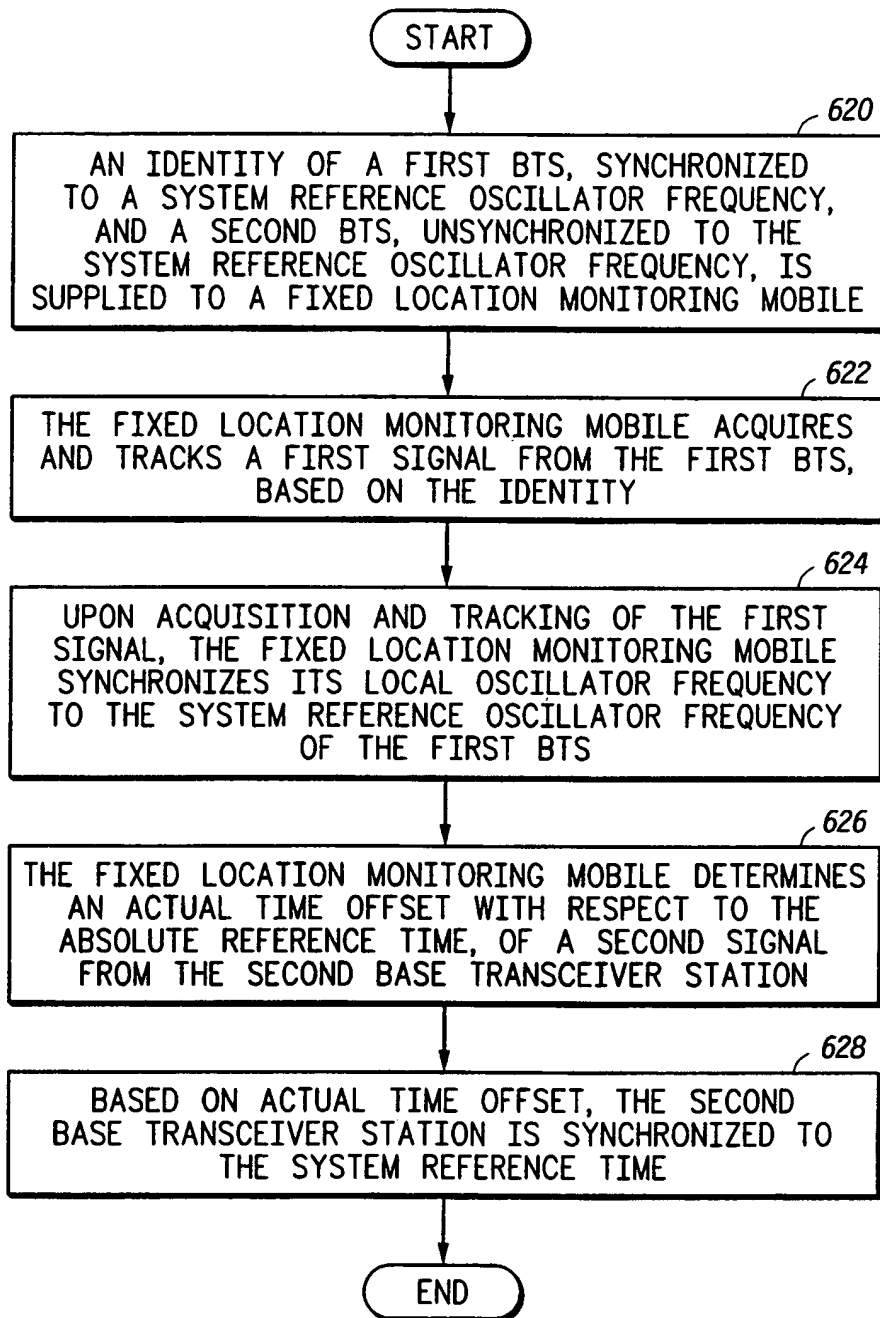 START
620
AN IDENTITY OF A FIRST BTS, SYNCHRONIZED
TO A SYSTEM REFERENCE OSCILLATOR FREQUENCY,
AND A SECOND BTS, UNSYNCHRONIZED TO THE
SYSTEM REFERENCE OSCILLATOR FREQUENCY, IS
SUPPLIED TO A FIXED LOCATION MONITORING MOBILE
622
THE FIXED LOCATION MONITORING MOBILE ACQUIRES
AND TRACKS A FIRST SIGNAL FROM THE FIRST BTS,
BASED ON THE IDENTITY
624
UPON ACQUISITION AND TRACKING OF THE FIRST
SIGNAL, THE FIXED LOCATION MONITORING MOBILE
SYNCHRONIZES ITS LOCAL OSCILLATOR FREQUENCY
TO THE SYSTEM REFERENCE OSCILLATOR FREQUENCY
OF THE FIRST BTS
626
THE FIXED LOCATION MONITORING MOBILE DETERMINES
AN ACTUAL TIME OFFSET WITH RESPECT TO THE
ABSOLUTE REFERENCE TIME, OF A SECOND SIGNAL
FROM THE SECOND BASE TRANSCEIVER STATION
628
BASED ON ACTUAL TIME OFFSET, THE SECOND
BASE TRANSCEIVER STATION IS SYNCHRONIZED TO
THE SYSTEM REFERENCE TIME
END